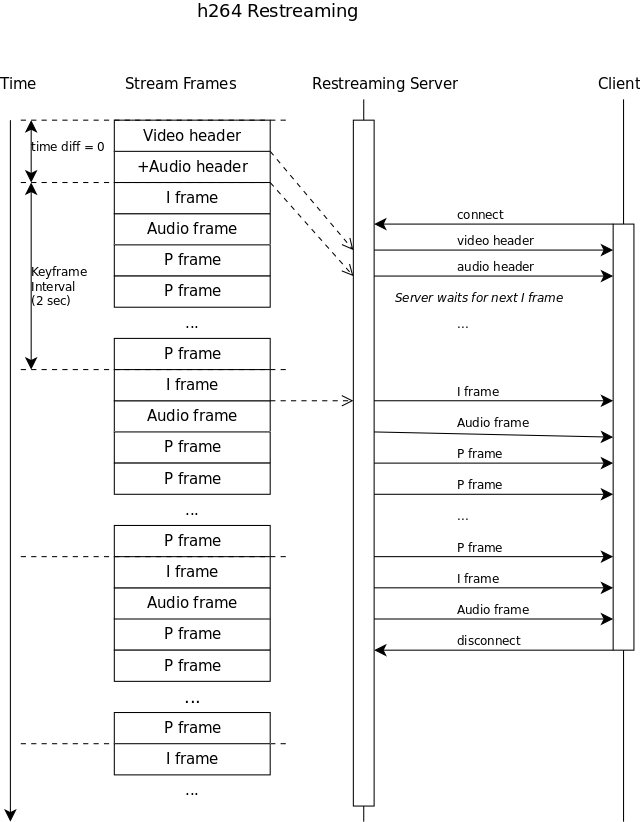 h264 Restreaming
Time
Stream Frames
Restreaming Server
Client
time diff = 0
Video header
+Audio header
I frame
Audio frame
P frame
P frame
...
P frame
Keyframe
Interval
(2 sec)
I frame
Audio frame
P frame
P frame
...
P frame
I frame
Audio frame
P frame
P frame
...
P frame
I frame
...
connect
video header
audio header
Server waits for next I frame
...
I frame
Audio frame
P frame
P frame
...
P frame
I frame
Audio frame
disconnect